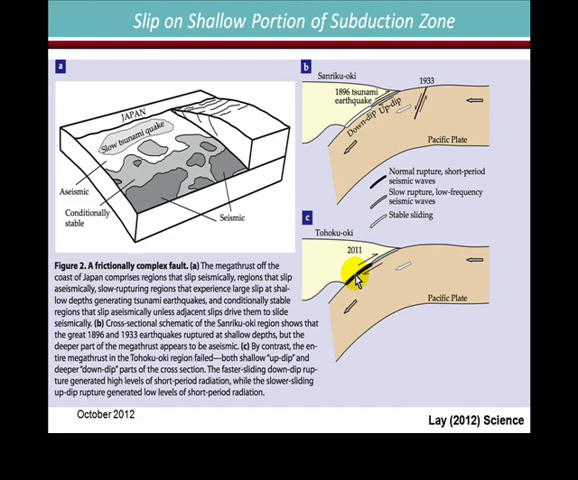 Slip on Shallow Portion of Subduction Zone
a
JAPAN
Slow tsunami quake
Aseismic
Conditionally
stable
Seismic
b
Sanriku-oki
1933
1896 tsunami
earthquake
Down-dip Up-dip
Pacific Plate
Normal rupture, short-period
seismic waves
Slow rupture, low-frequency
seismic waves
Stable sliding
c
Tohoku-oki
2011
Pacific Plate
Figure 2. A frictionally complex fault. (a) The megathrust off the
coast of Japan comprises regions that slip seismically, regions that slip
aseismically, slow-rupturing regions that experience large slip at shal-
low depths generating tsunami earthquakes, and conditionally stable
regions that slip aseismically unless adjacent slips drive them to slide
seismically. (b) Cross-sectional schematic of the Sanriku-oki region shows that
the great 1896 and 1933 earthquakes ruptured at shallow depths, but
the deeper part of the megathrust appears to be aseismic. (c) By contrast, the en-
tire megathrust in the Tohoku-oki region failed—both shallow "up-dip" and
deeper "down-dip" parts of the cross section. The faster-sliding down-dip rup-
ture generated high levels of short-period radiation, while the slower-sliding
up-dip rupture generated low levels of short-period radiation.
October 2012
Lay (2012) Science